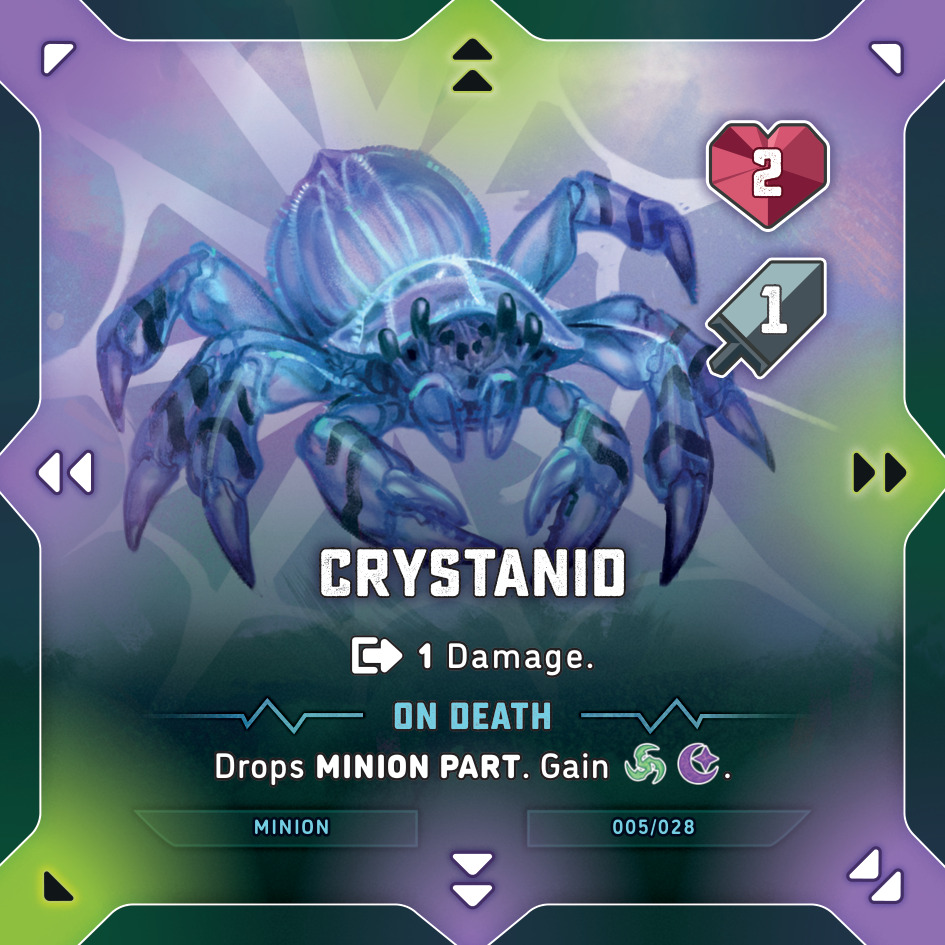 2
1
CRYSTANID
1 Damage.
ON DEATH
Drops MINION PART. Gain .
MINION
005/028